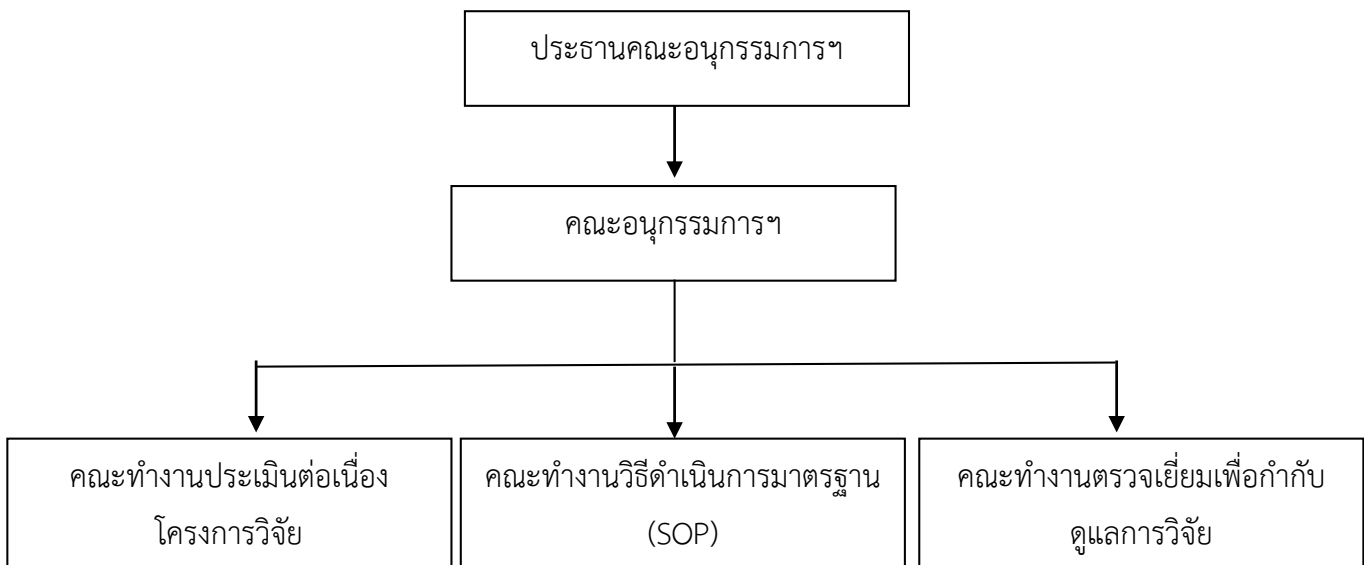 ประธานคณะอนุกรรมการฯ
คณะอนุกรรมการฯ
คณะทำงานประเมินต่อเนื่อง
โครงการวิจัย
คณะทำงานวิธีดำเนินการมาตรฐาน
(SOP)
คณะทำงานตรวจเยี่ยมเพื่อกำกับ
ดูแลการวิจัย